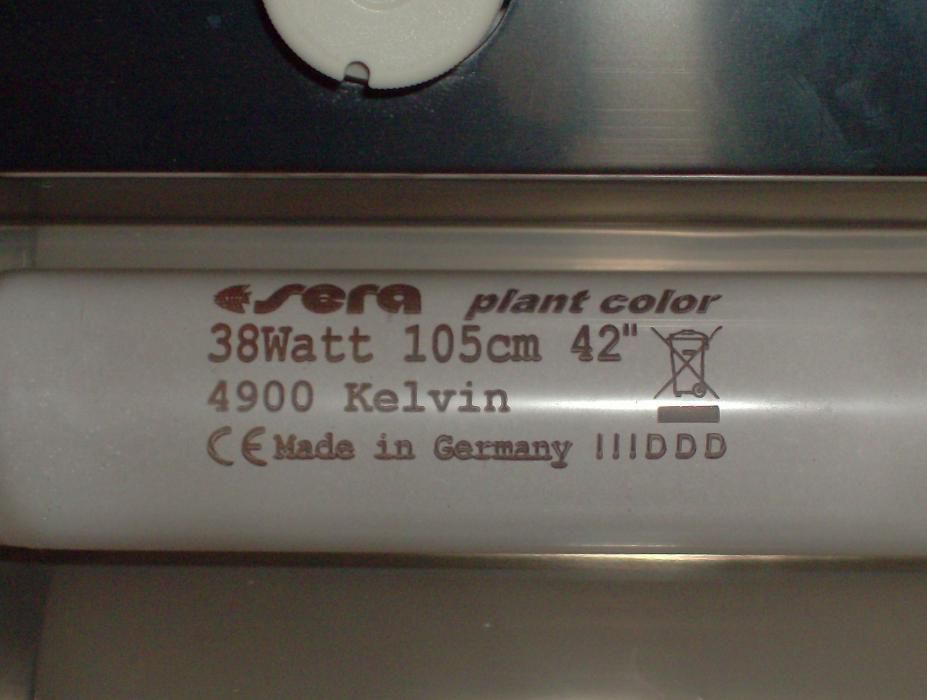 sera plant color
38Watt 105cm 42"
4900 Kelvin
CE Made in Germany !!!DDD